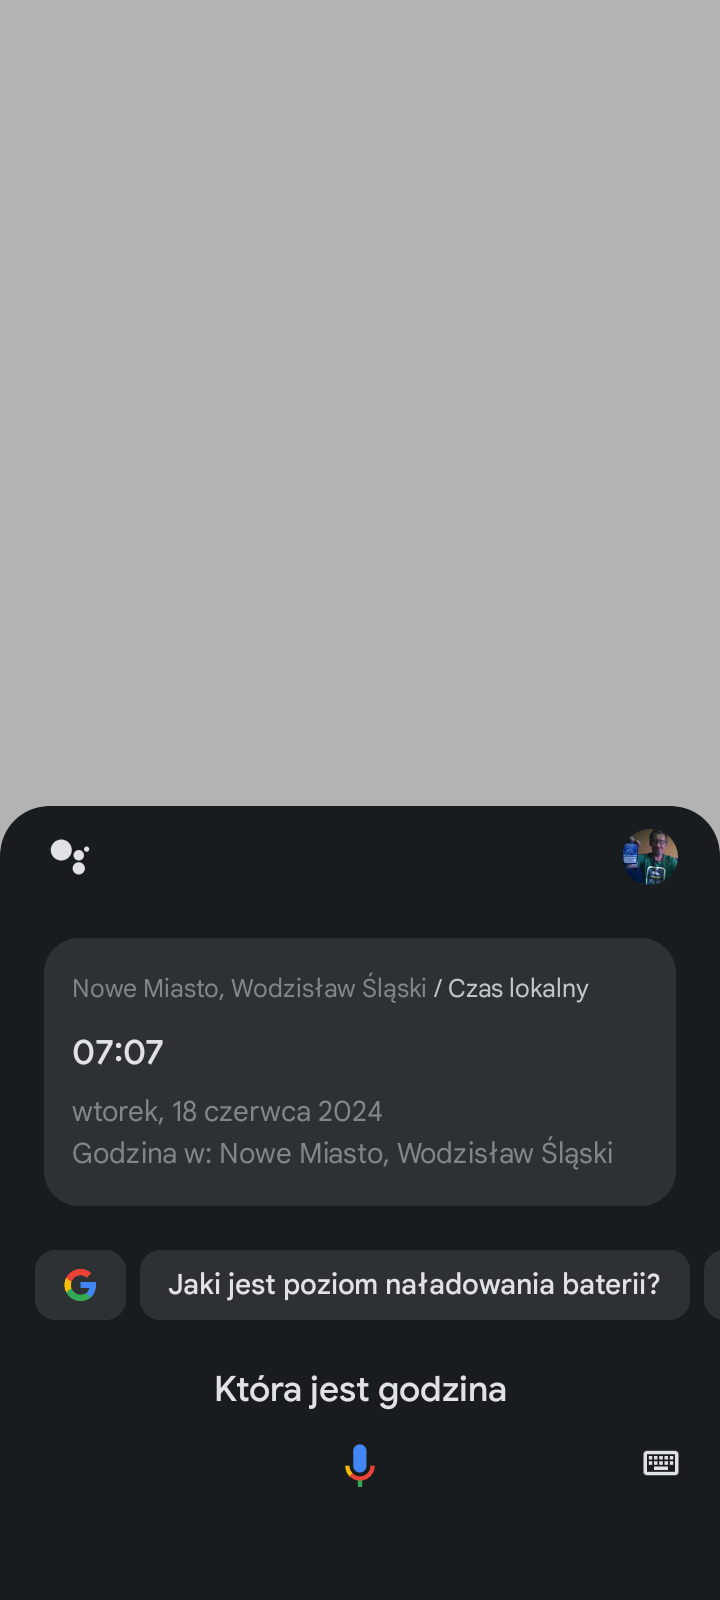 Nowe Miasto, Wodzisław Śląski / Czas lokalny
07:07
wtorek, 18 czerwca 2024
Godzina w: Nowe Miasto, Wodzisław Śląski
Jaki jest poziom naładowania baterii?
Która jest godzina